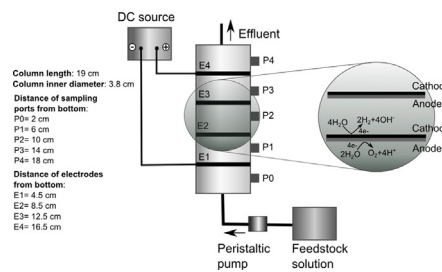 DC source
Effluent
P4
E4
E3
P3
P2
E2
E1
P1
P0
Column length: 19 cm
Column inner diameter: 3.8 cm
Distance of sampling
ports from bottom:
P0= 2 cm
P1= 6 cm
P2= 10 cm
P3= 14 cm
P4= 18 cm
Distance of electrodes
from bottom:
E1= 4.5 cm
E2= 8.5 cm
E3= 12.5 cm
E4= 16.5 cm
Cathod
Anode
4H₂O 2H₂+4OH⁻
4e-
Cathod
Anode
4e-
2H₂O O₂+4H⁺
Peristaltic
pump
Feedstock
solution